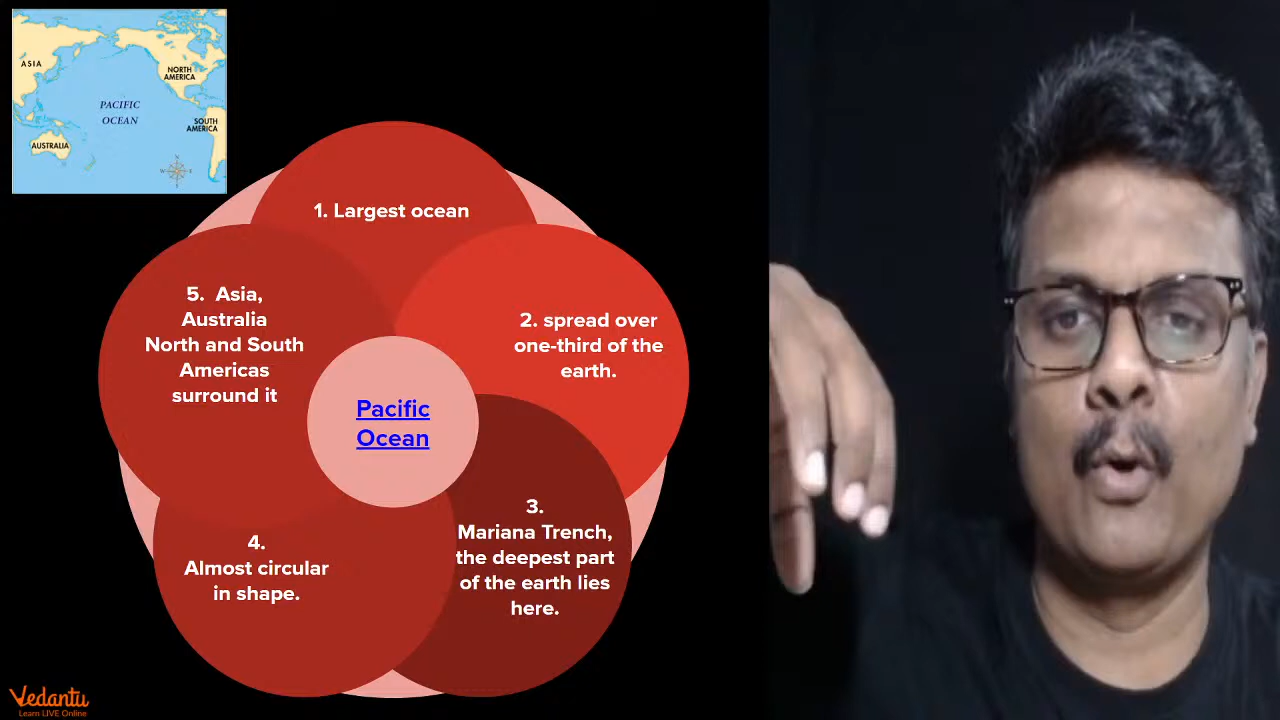 ASIA
NORTH
AMERICA
PACIFIC
OCEAN
SOUTH
AMERICA
AUSTRALIA
N
W
E
S
1. Largest ocean
2. spread over
one-third of the
earth.
3.
Mariana Trench,
the deepest part
of the earth lies
here.
4.
Almost circular
in shape.
5. Asia,
Australia
North and South
Americas
surround it
Pacific
Ocean
Vedantu
Learn LIVE Online